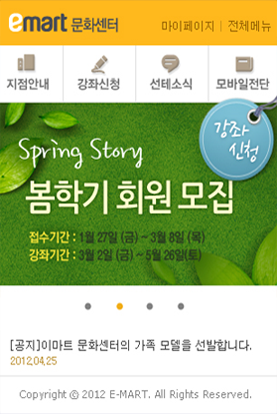 emart 문화센터
마이페이지 | 전체메뉴
지점안내 강좌신청 선테소식 모바일전단
강좌
신청
Spring Story
봄학기 회원 모집
접수기간 : 1월 27일 (금) ~ 3월 8일 (목)
강좌기간 : 3월 2일 (금) ~ 5월 26일(토)
[공지]이마트 문화센터의 가족 모델을 선발합니다.
2012.04.25
Copyright © 2012 E-MART. All Rights Reserved.